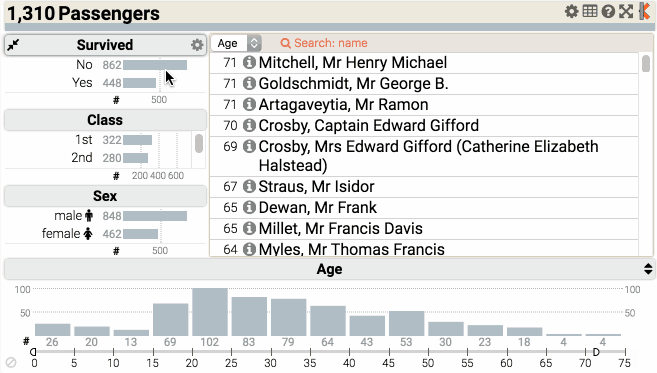 1,310 Passengers
Survived
No 862
Yes 448
# 500
Class
1st 322
2nd 280
# 200 400 600
Sex
male 848
female 462
# 500
Age Search: name
71 Mitchell, Mr Henry Michael
71 Goldschmidt, Mr George B.
71 Artagaveytia, Mr Ramon
70 Crosby, Captain Edward Gifford
69 Crosby, Mrs Edward Gifford (Catherine Elizabeth
Halstead)
67 Straus, Mr Isidor
65 Dewan, Mr Frank
65 Millet, Mr Francis Davis
64 Myles, Mr Thomas Francis
Age
100 100
50 50
# 26 20 13 69 102 83 79 64 43 53 30 23 18 4 4
0 5 10 15 20 25 30 35 40 45 50 55 60 65 70 75